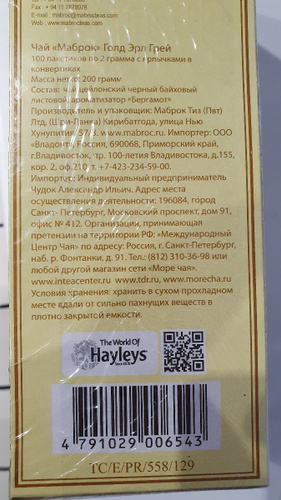 Fax : + 94 11 7879078
E-mail : mabroc@mabrocteas.com
Web : www.mabrocteas.com
Чай «Маброк» Голд Эрл Грей
100 пакетиков по 2 грамма с ярлычками в
конвертиках
Масса нетто: 200 грамм
Состав: чай цейлонский черный байховый
листовой, ароматизатор «Бергамот»
Производитель и упаковщик: Маброк Тиз (Пвт)
Лтд, (Шри-Ланка) Кирибатгода, улица Нью
Хунупития, 57/3. www.mabroc.ru. Импортер: ООО
«Владонт», Россия, 690068, Приморский край,
г.Владивосток, пр. 100-летия Владивостока, д.155,
кор. 2, оф.210 т. +7-423-234-59-00.
Импортер: Индивидуальный предприниматель
Чудок Александр Ильич. Адрес места
осуществления деятельности: 196084, город
Санкт- Петербург, Московский проспект, дом 91,
офис № 412. Организации, принимающая
претензии на территории РФ: «Международный
Центр Чая» по адресу: Россия, г. Санкт-Петербург,
наб р. Фонтанки, д. 91. Тел.: (812) 310-36-98 или
любой другой магазин сети «Море чая».
www.inteacenter.ru www.tdr.ru, www.morecha.ru
Условия хранения: хранить в сухом прохладном
месте вдали от сильно пахнущих веществ в
плотно закрытой емкости.
The World Of
Hayleys
Since 1878
4 791029 006543
TC/E/PR/558/129